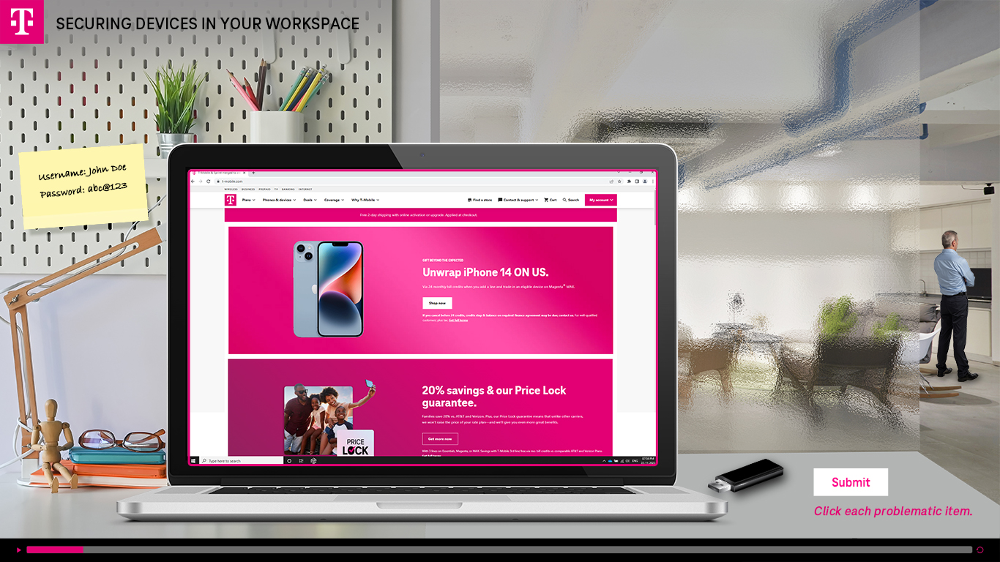 SECURING DEVICES IN YOUR WORKSPACE
Username: John Doe
Password: abc@123
t-mobile.com
WIRELESS BUSINESS PREPAID TV BANKING INTERNET
T Plans Phones & devices Deals Coverage Why T-Mobile Find a store Contact & support Cart Search My account
Free 2-day shipping with online activation or upgrade. Applied at checkout.
GIFT BEYOND THE EXPECTED
Unwrap iPhone 14 ON US.
Via 24 monthly bill credits when you add a line and trade in an eligible device on Magenta® MAX.
Shop now
If you cancel before 24 credits, credits stop & balance on required finance agreement may be due; contact us. For well-qualified
customers plus tax. Get full terms
20% savings & our Price Lock
guarantee.
Families save 20% vs. AT&T and Verizon. Plus, our Price Lock guarantee means that unlike other carriers,
we won't raise the price of your rate plan—and we'll give you even more great benefits.
Get more now
PRICE
LOCK
With 3 lines on Essentials, Magenta, or MAX. Savings with T-Mobile 3rd line free via mo. bill credits vs. comparable AT&T and Verizon Plans.
Type here to search
ENG
07:59 PM
22-11-2022
Submit
Click each problematic item.